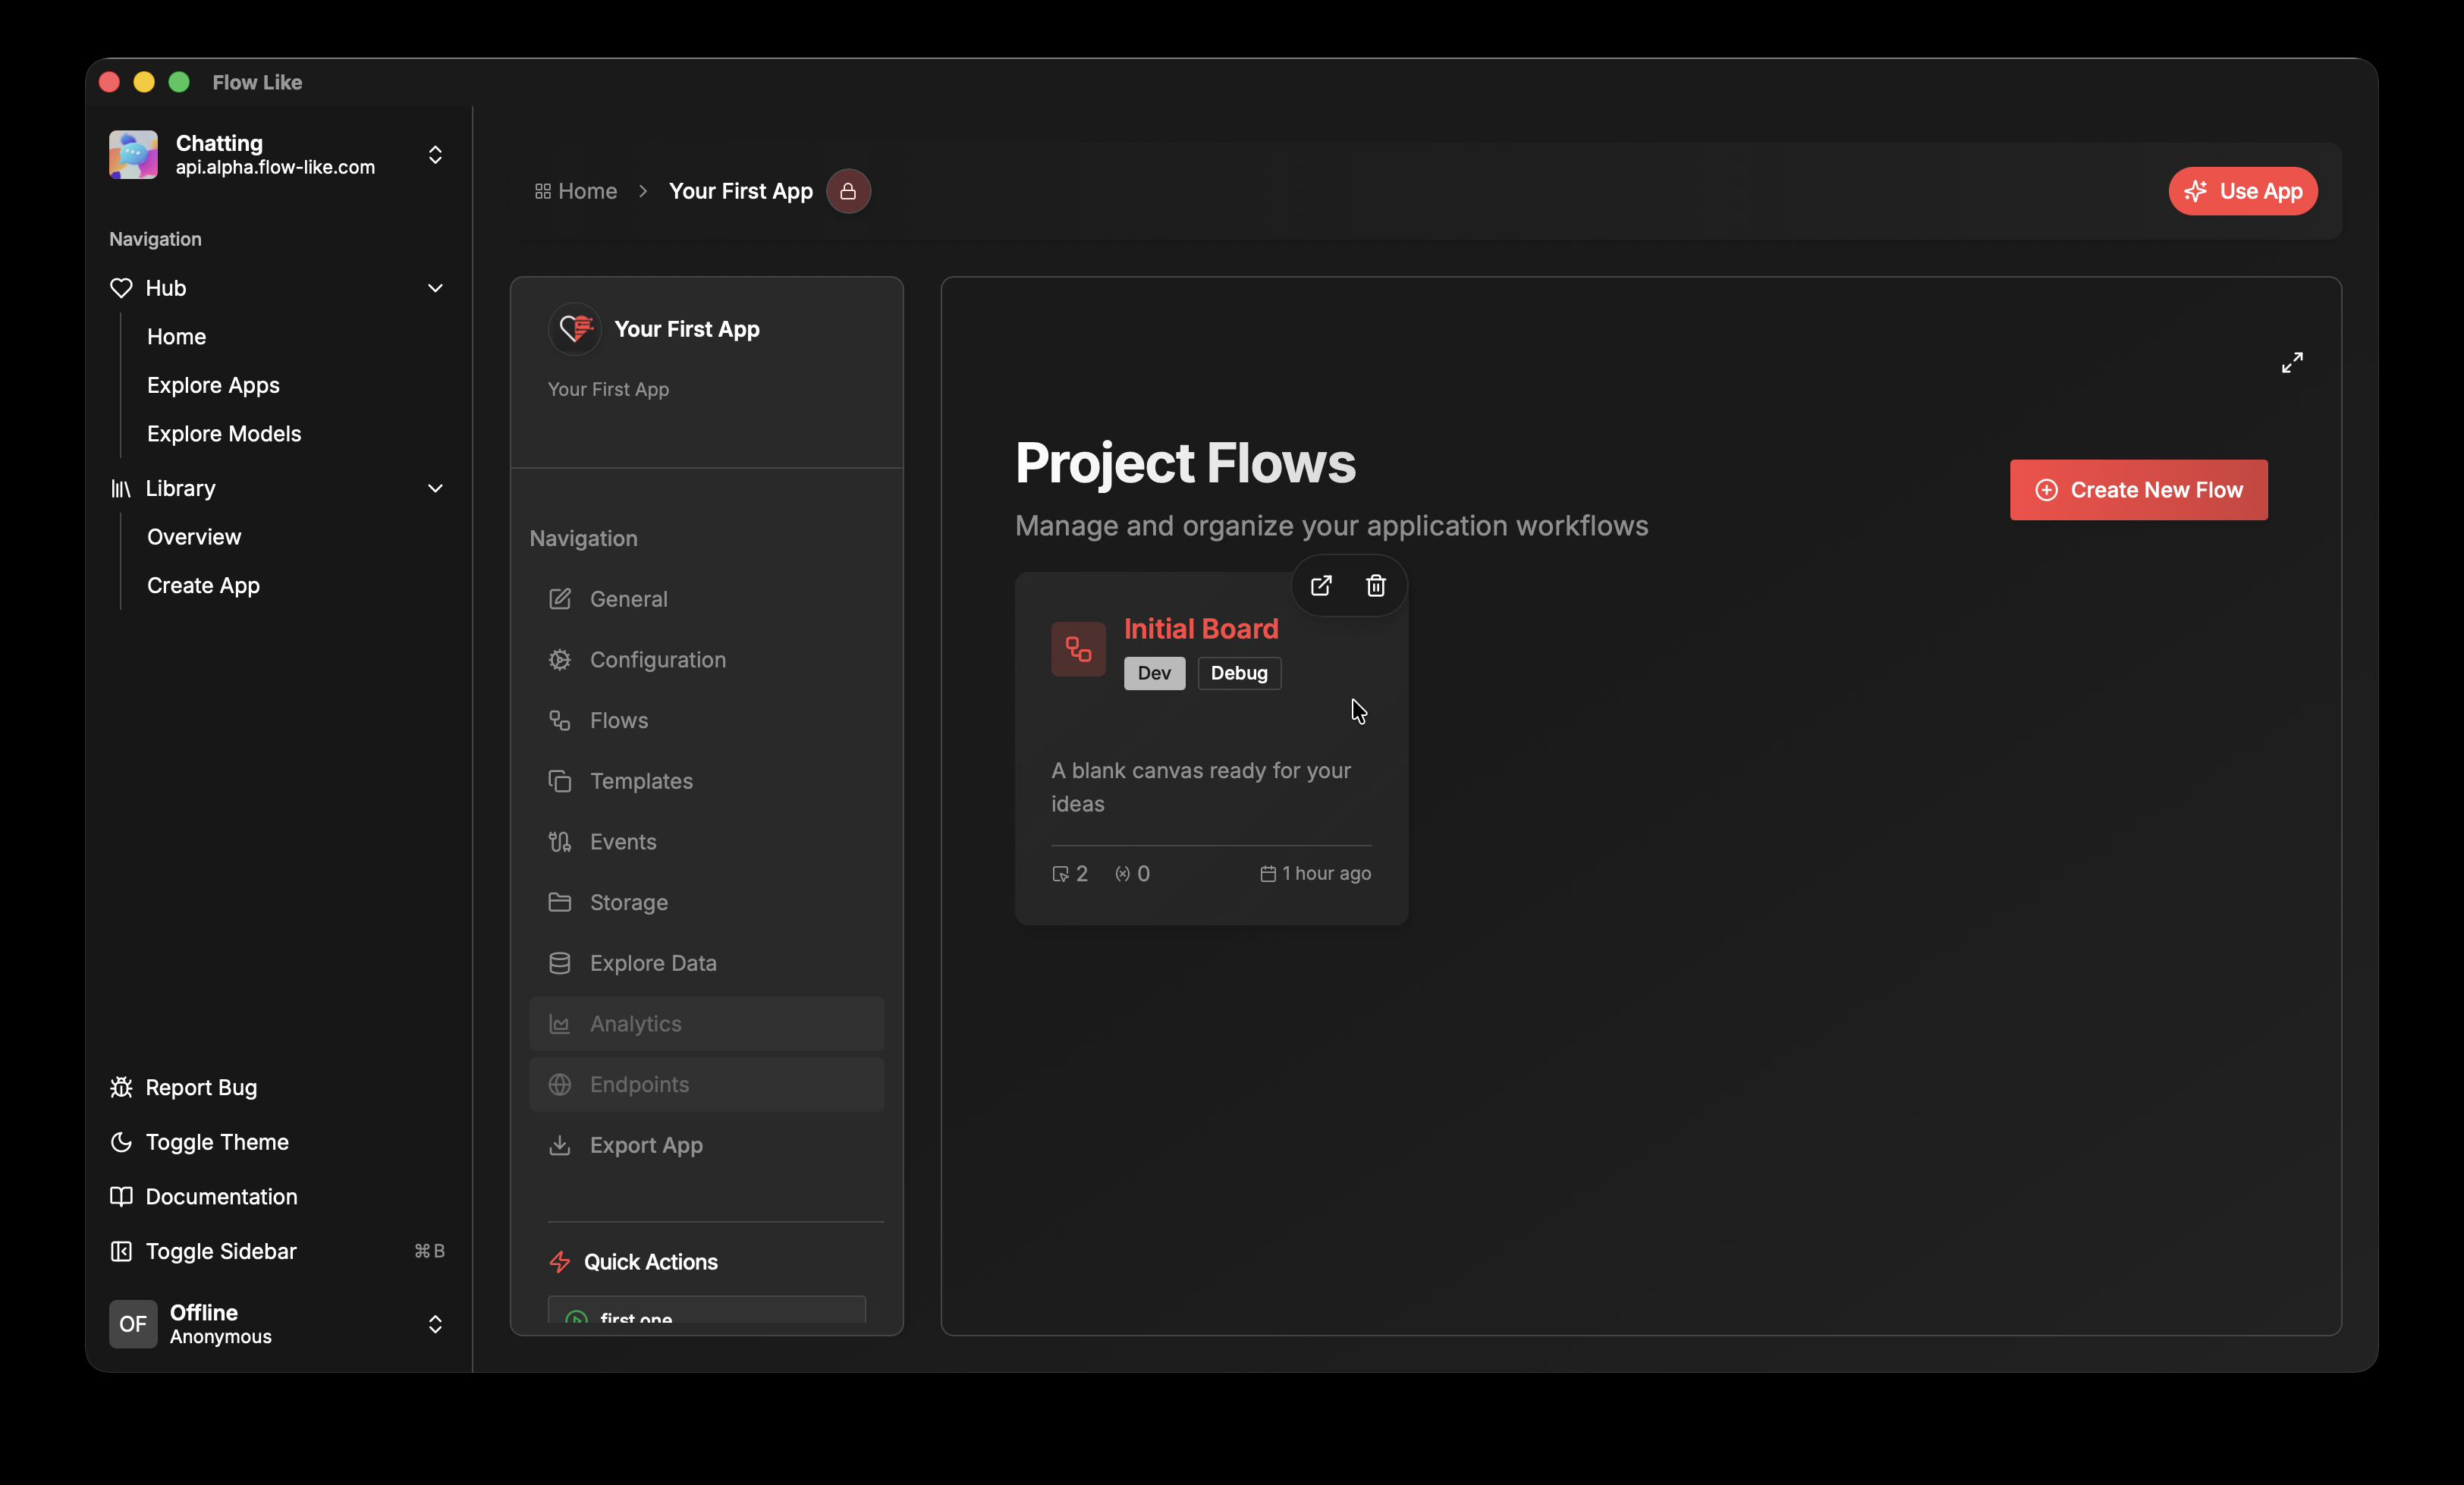 Flow Like
Chatting
api.alpha.flow-like.com
Navigation
Hub
Home
Explore Apps
Explore Models
Library
Overview
Create App
Report Bug
Toggle Theme
Documentation
Toggle Sidebar ⌘B
OF
Offline
Anonymous
Home
Your First App
Use App
Your First App
Your First App
Navigation
General
Configuration
Flows
Templates
Events
Storage
Explore Data
Analytics
Endpoints
Export App
Quick Actions
first one
Project Flows
Manage and organize your application workflows
Create New Flow
Initial Board
Dev Debug
A blank canvas ready for your
ideas
2 0 1 hour ago